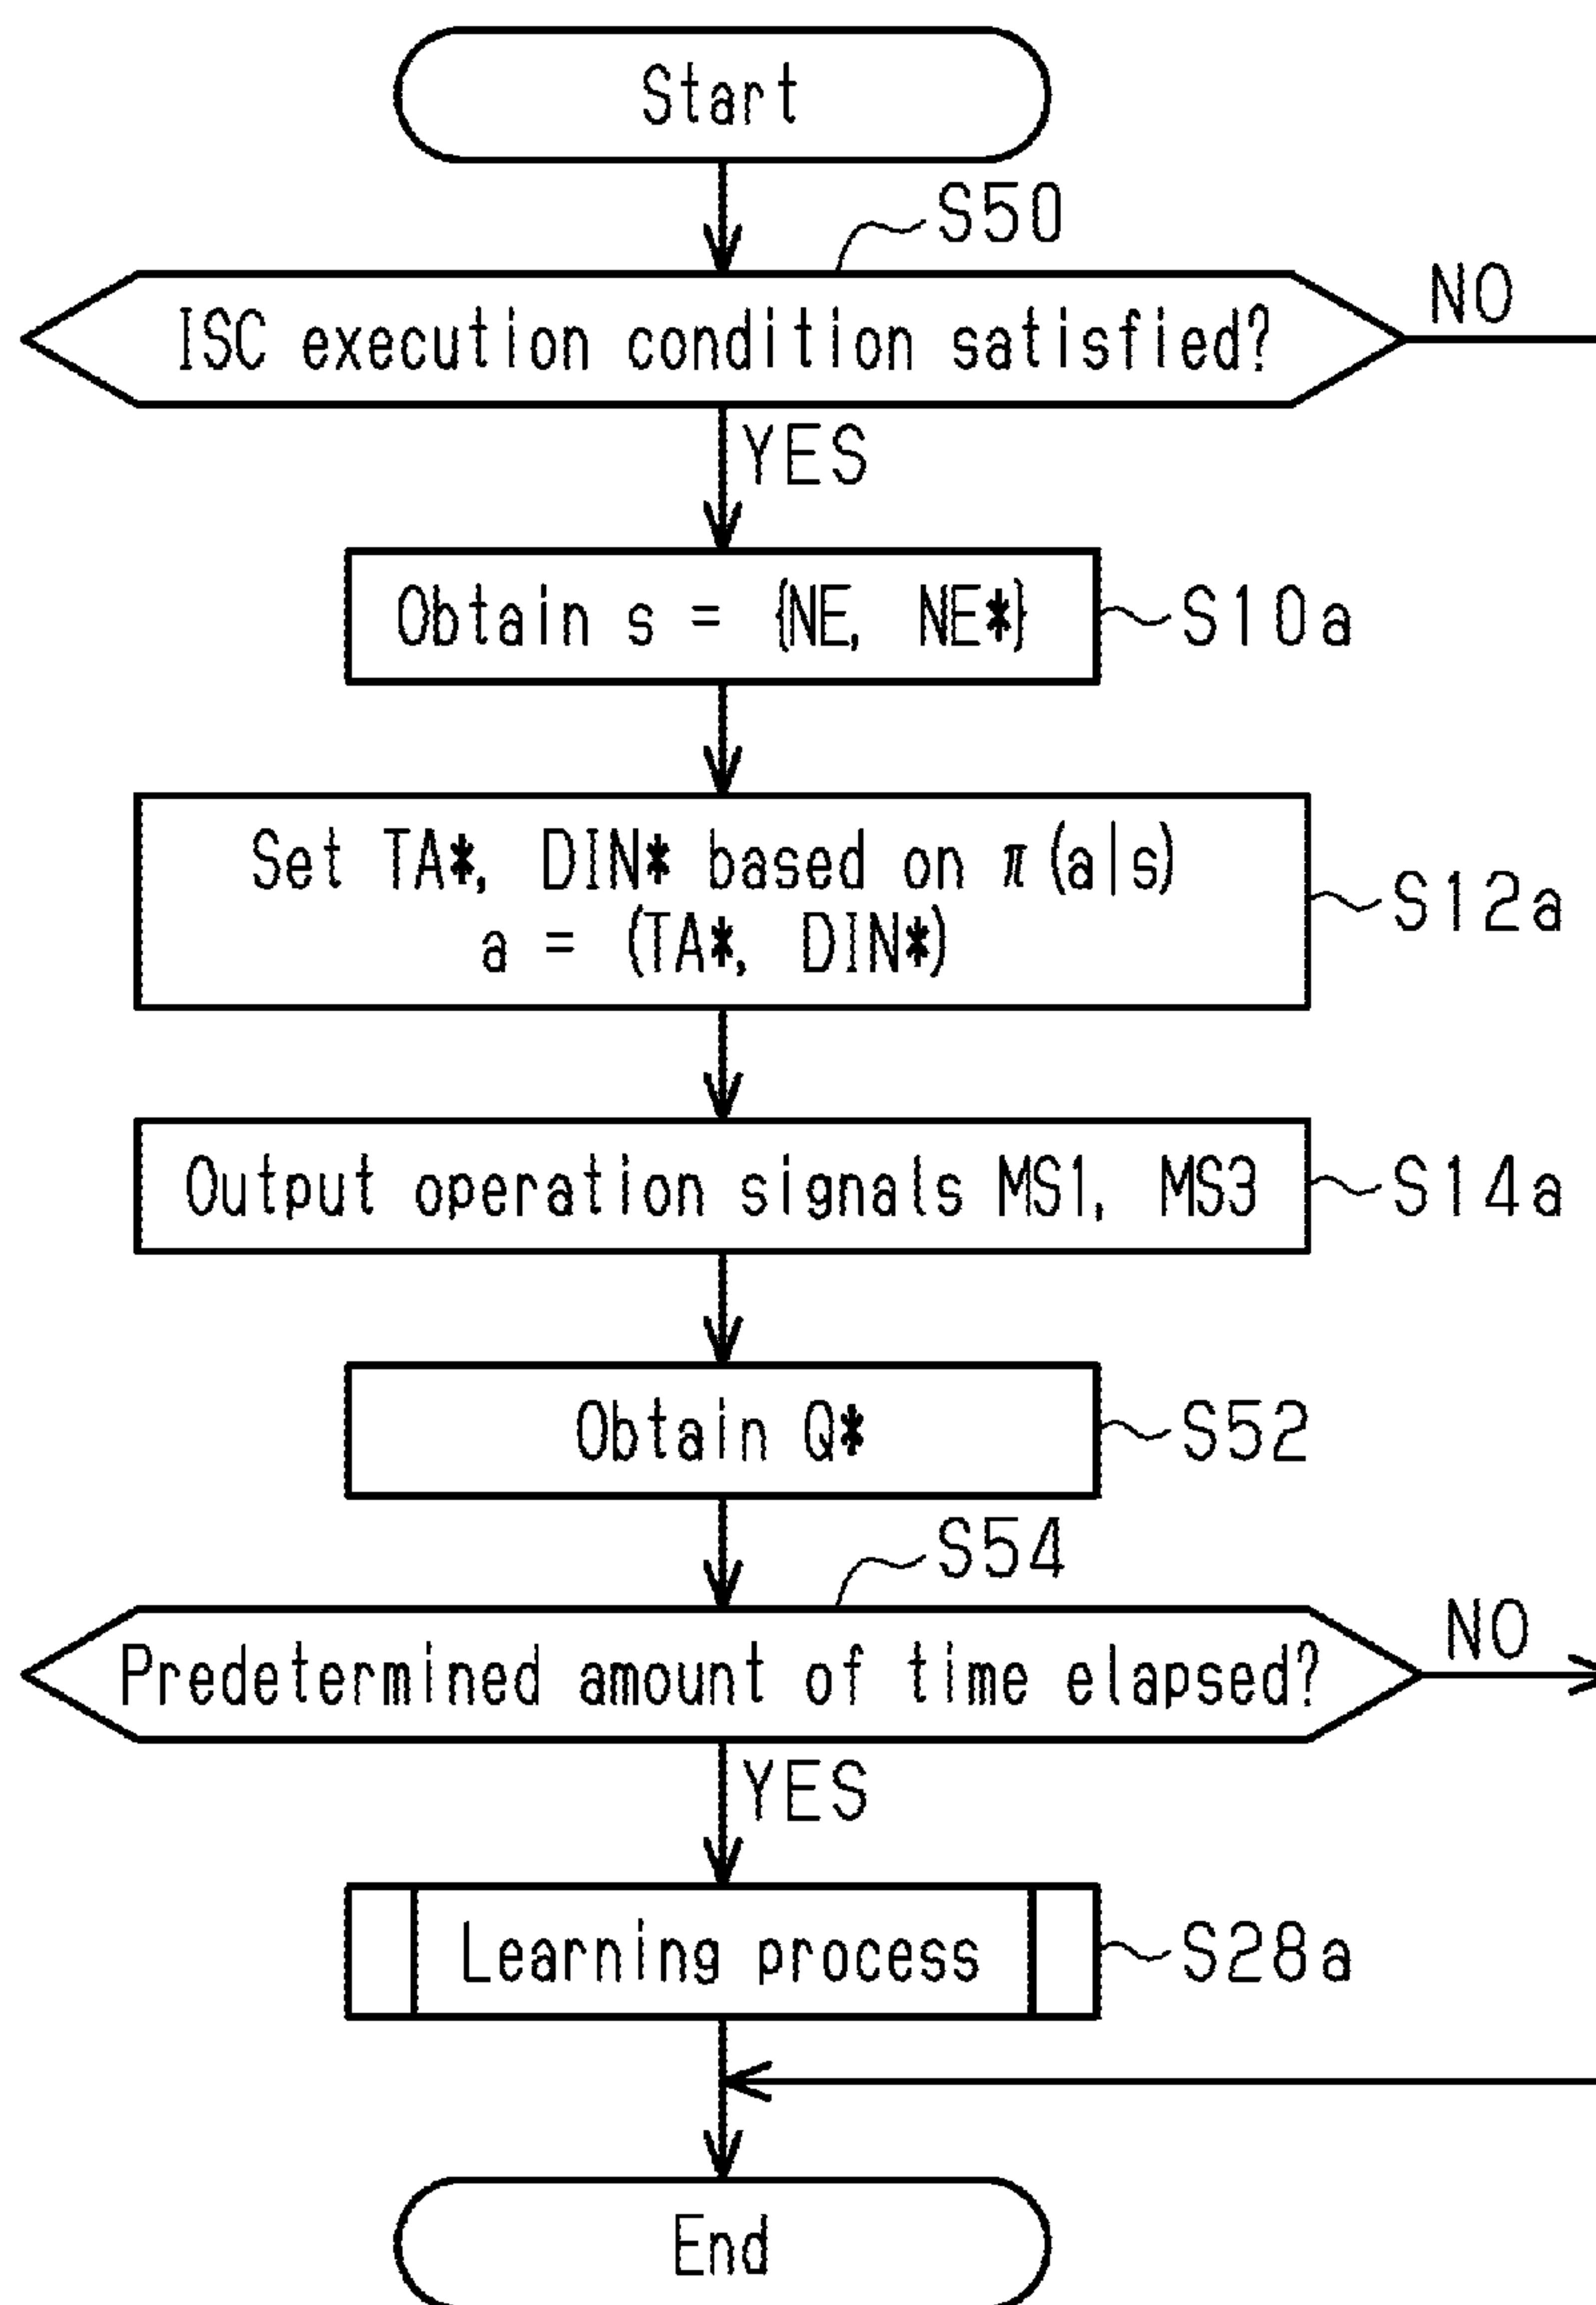 Start
S50
ISC execution condition satisfied?
NO
YES
Obtain s = {NE, NE*}
S10a
Set TA*, DIN* based on π(a|s)
a = (TA*, DIN*)
S12a
Output operation signals MS1, MS3
S14a
Obtain Q*
S52
S54
Predetermined amount of time elapsed?
NO
YES
Learning process
S28a
End